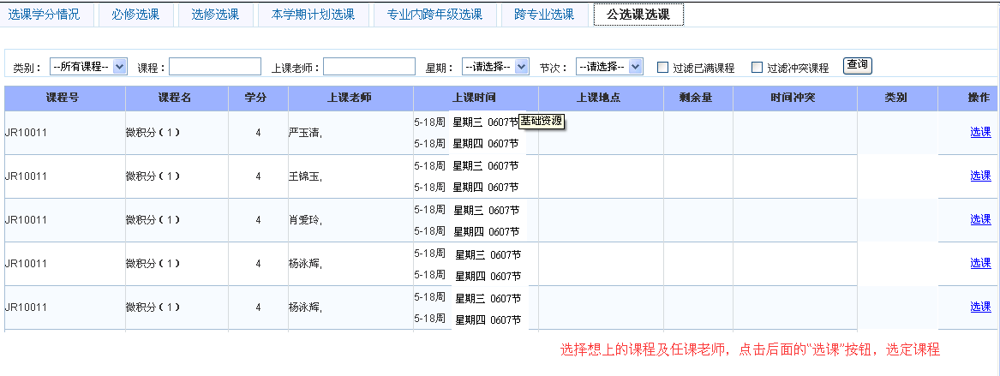 选课学分情况 必修选课 选修选课 本学期计划选课 专业内跨年级选课 跨专业选课 公选课选课
类别： --所有课程-- 课程： 上课老师： 星期： --请选择-- 节次： --请选择-- 过滤已满课程 过滤冲突课程 查询
课程号 课程名 学分 上课老师 上课时间 上课地点 剩余量 时间冲突 类别 操作
JR10011 微积分（1） 4 严玉清, 5-18周 星期三 0607节 基础资源 选课
5-18周 星期四 0607节
JR10011 微积分（1） 4 王锦玉, 5-18周 星期三 0607节 选课
5-18周 星期四 0607节
JR10011 微积分（1） 4 肖爱玲, 5-18周 星期三 0607节 选课
5-18周 星期四 0607节
JR10011 微积分（1） 4 杨泳辉, 5-18周 星期三 0607节 选课
5-18周 星期四 0607节
JR10011 微积分（1） 4 杨泳辉, 5-18周 星期三 0607节 选课
5-18周 星期四 0607节
选择想上的课程及任课老师，点击后面的“选课”按钮，选定课程